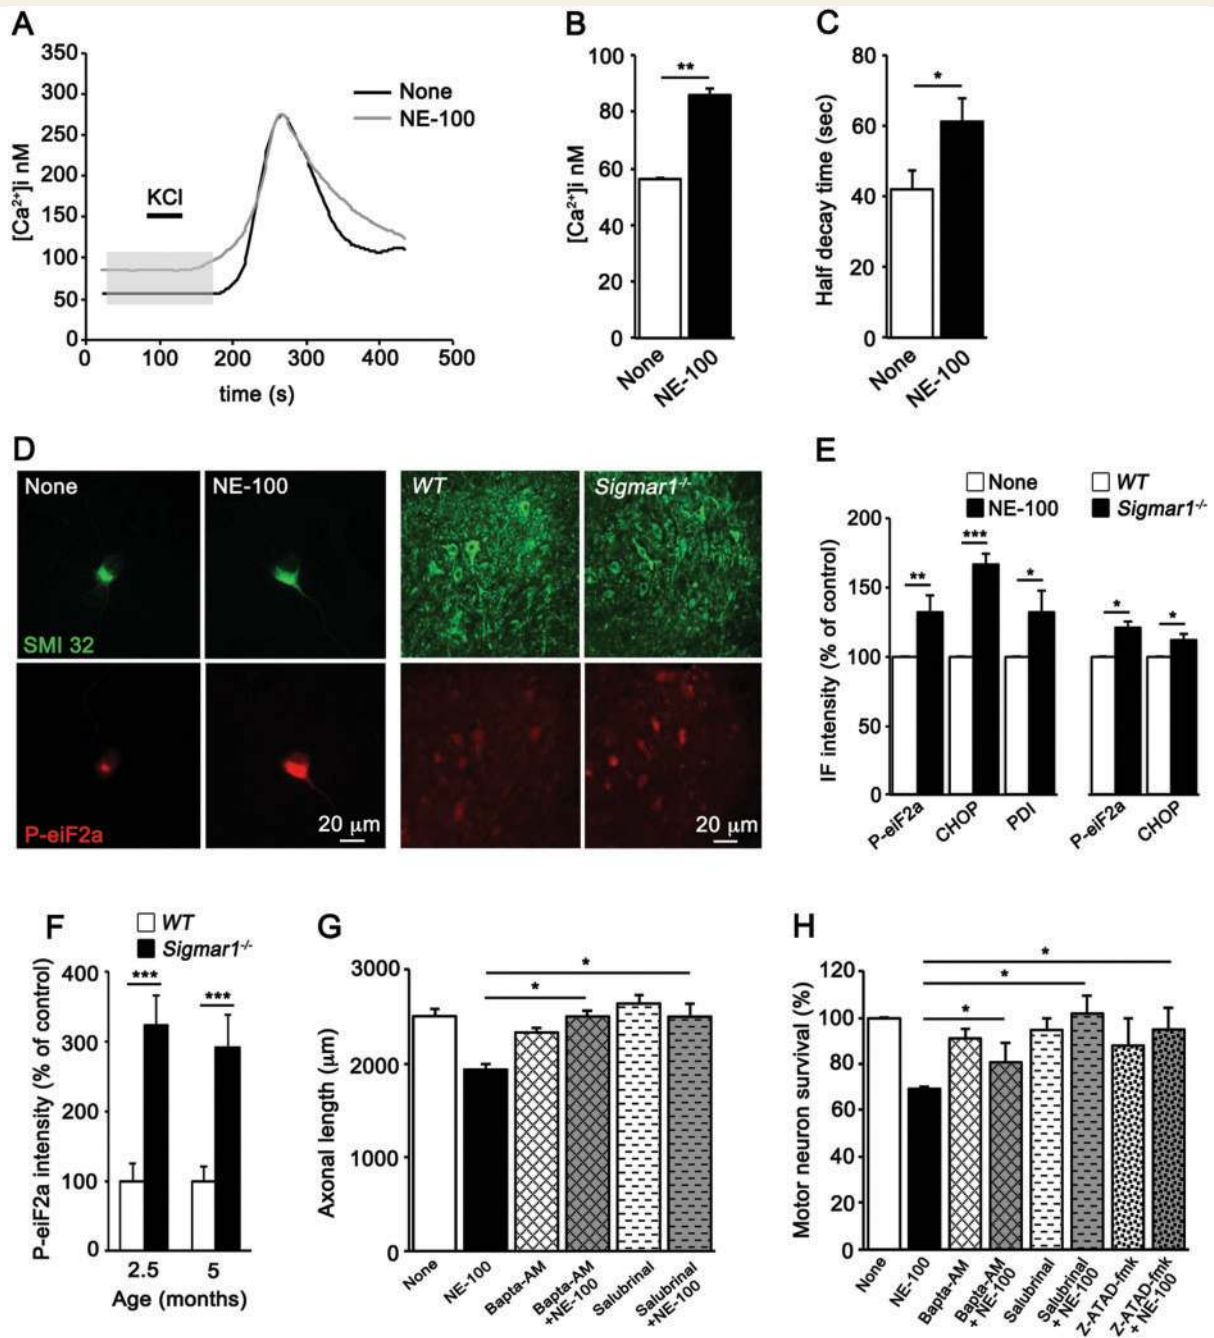 A
350
300
250
200
150
100
50
0
[Ca²⁺]i nM
None
NE-100
KCl
0
100
200
300
400
500
time (s)
B
100
80
60
40
20
0
[Ca²⁺]i nM
**
None
NE-100
C
80
60
40
20
0
Half decay time (sec)
*
None
NE-100
D
None
NE-100
WT
Sigmar1⁻/⁻
SMI 32
P-eiF2a
20 µm
20 µm
E
None
NE-100
WT
Sigmar1⁻/⁻
200
150
100
50
0
IF intensity (% of control)
**
***
*
*
*
P-eiF2a
CHOP
PDI
P-eiF2a
CHOP
F
WT
Sigmar1⁻/⁻
400
300
200
100
0
P-eiF2a intensity (% of control)
***
***
2.5
5
Age (months)
G
3000
2000
1000
0
Axonal length (µm)
*
*
None
NE-100
Bapta-AM
Bapta-AM
+NE-100
Salubrinal
Salubrinal
+NE-100
H
120
100
80
60
40
20
0
Motor neuron survival (%)
*
*
*
None
NE-100
Bapta-AM
Bapta-AM
+ NE-100
Salubrinal
Salubrinal
+ NE-100
Z-ATAD-fmk
Z-ATAD-fmk
+ NE-100